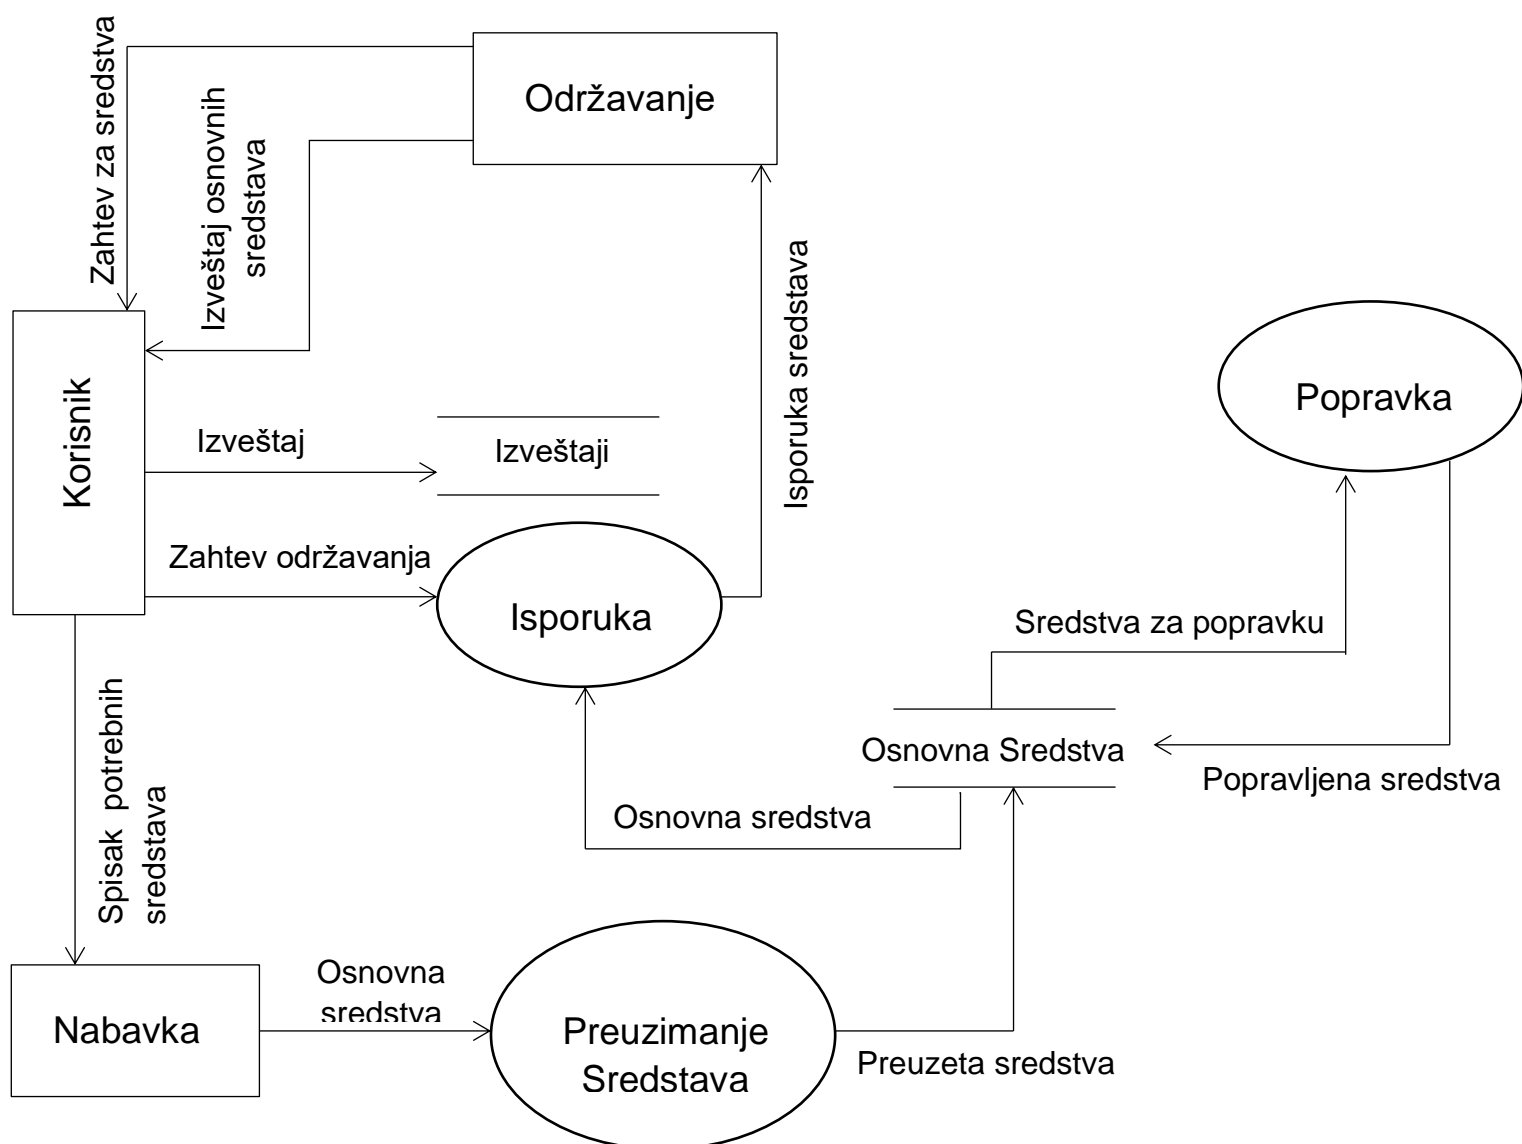 Zahtev za sredstva
Održavanje
Izveštaj osnovnih
sredstava
Isporuka sredstava
Korisnik
Izveštaj
Izveštaji
Popravka
Zahtev održavanja
Isporuka
Sredstva za popravku
Spisak potrebnih
sredstava
Osnovna Sredstva
Popravljena sredstva
Osnovna sredstva
Osnovna
sredstva
Nabavka
Preuzimanje
Sredstava
Preuzeta sredstva